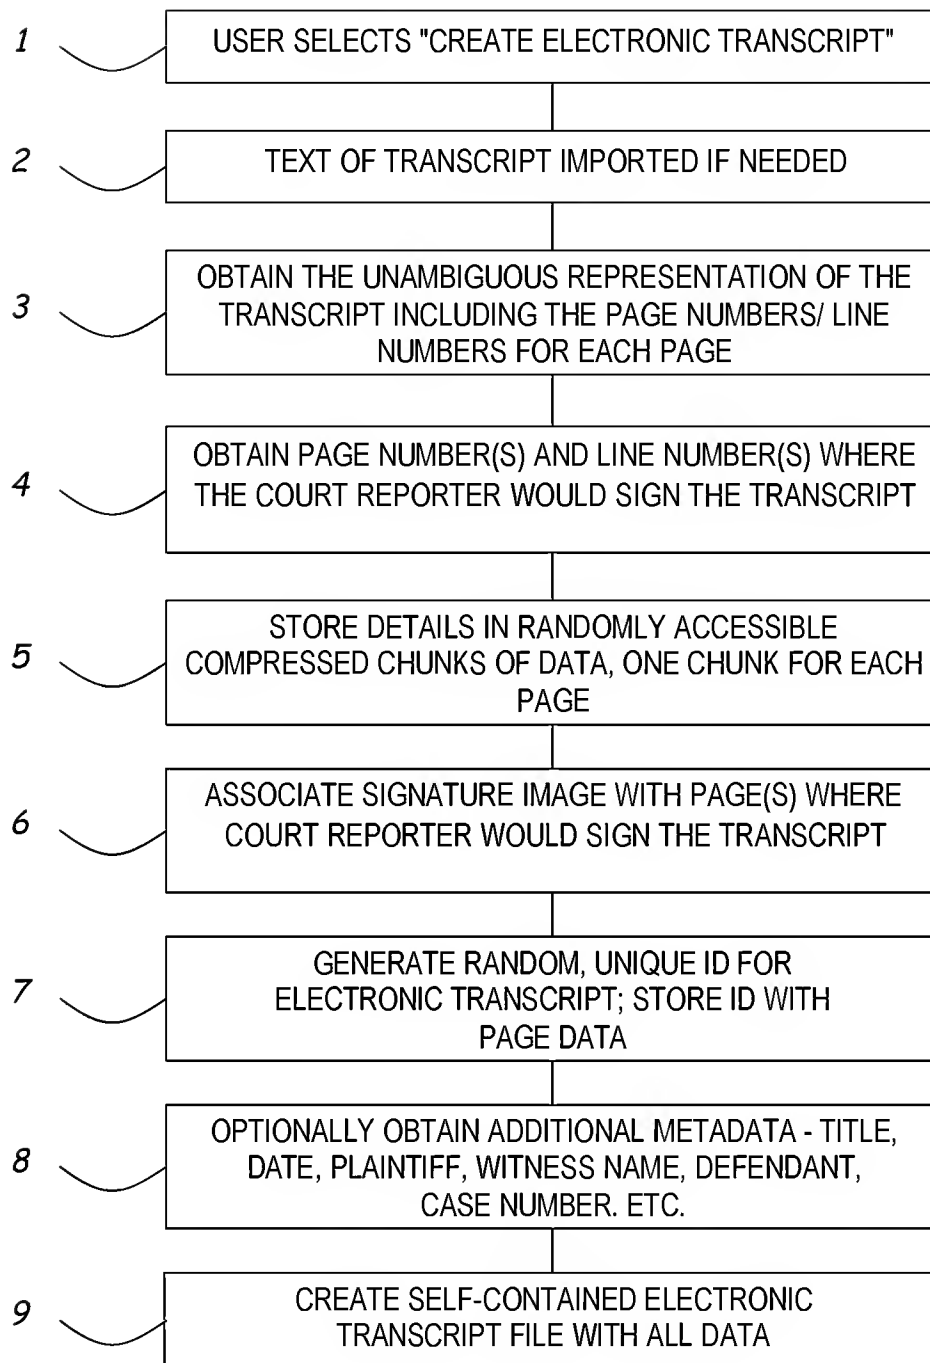 1
USER SELECTS "CREATE ELECTRONIC TRANSCRIPT"
2
TEXT OF TRANSCRIPT IMPORTED IF NEEDED
3
OBTAIN THE UNAMBIGUOUS REPRESENTATION OF THE
TRANSCRIPT INCLUDING THE PAGE NUMBERS/ LINE
NUMBERS FOR EACH PAGE
4
OBTAIN PAGE NUMBER(S) AND LINE NUMBER(S) WHERE
THE COURT REPORTER WOULD SIGN THE TRANSCRIPT
5
STORE DETAILS IN RANDOMLY ACCESSIBLE
COMPRESSED CHUNKS OF DATA, ONE CHUNK FOR EACH
PAGE
6
ASSOCIATE SIGNATURE IMAGE WITH PAGE(S) WHERE
COURT REPORTER WOULD SIGN THE TRANSCRIPT
7
GENERATE RANDOM, UNIQUE ID FOR
ELECTRONIC TRANSCRIPT; STORE ID WITH
PAGE DATA
8
OPTIONALLY OBTAIN ADDITIONAL METADATA - TITLE,
DATE, PLAINTIFF, WITNESS NAME, DEFENDANT,
CASE NUMBER. ETC.
9
CREATE SELF-CONTAINED ELECTRONIC
TRANSCRIPT FILE WITH ALL DATA